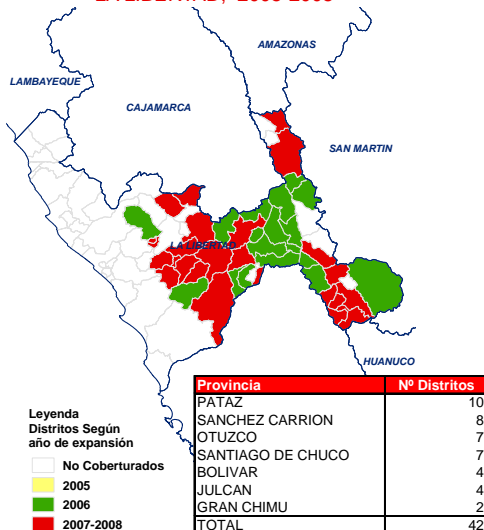 AMAZONAS
LAMBAYEQUE
CAJAMARCA
SAN MARTIN
LA LIBERTAD
HUANUCO
Provincia Nº Distritos
PATAZ 10
SANCHEZ CARRION 8
OTUZCO 7
SANTIAGO DE CHUCO 7
BOLIVAR 4
JULCAN 4
GRAN CHIMU 2
TOTAL 42
Leyenda
Distritos Según
año de expansión
No Coberturados
2005
2006
2007-2008